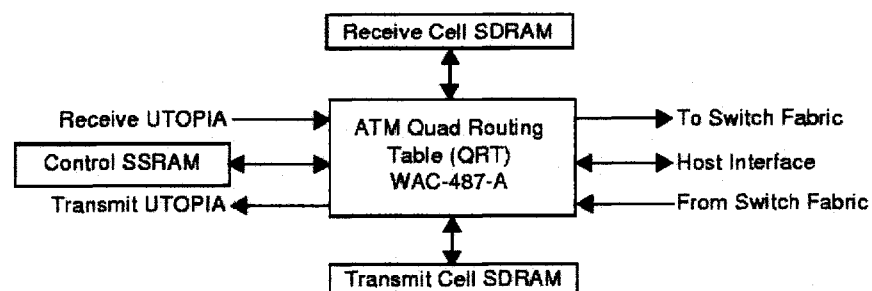 Receive Cell SDRAM
Receive UTOPIA
ATM Quad Routing
To Switch Fabric
Control SSRAM
Table (QRT)
Host Interface
WAC-487-A
Transmit UTOPIA
From Switch Fabric
Transmit Cell SDRAM